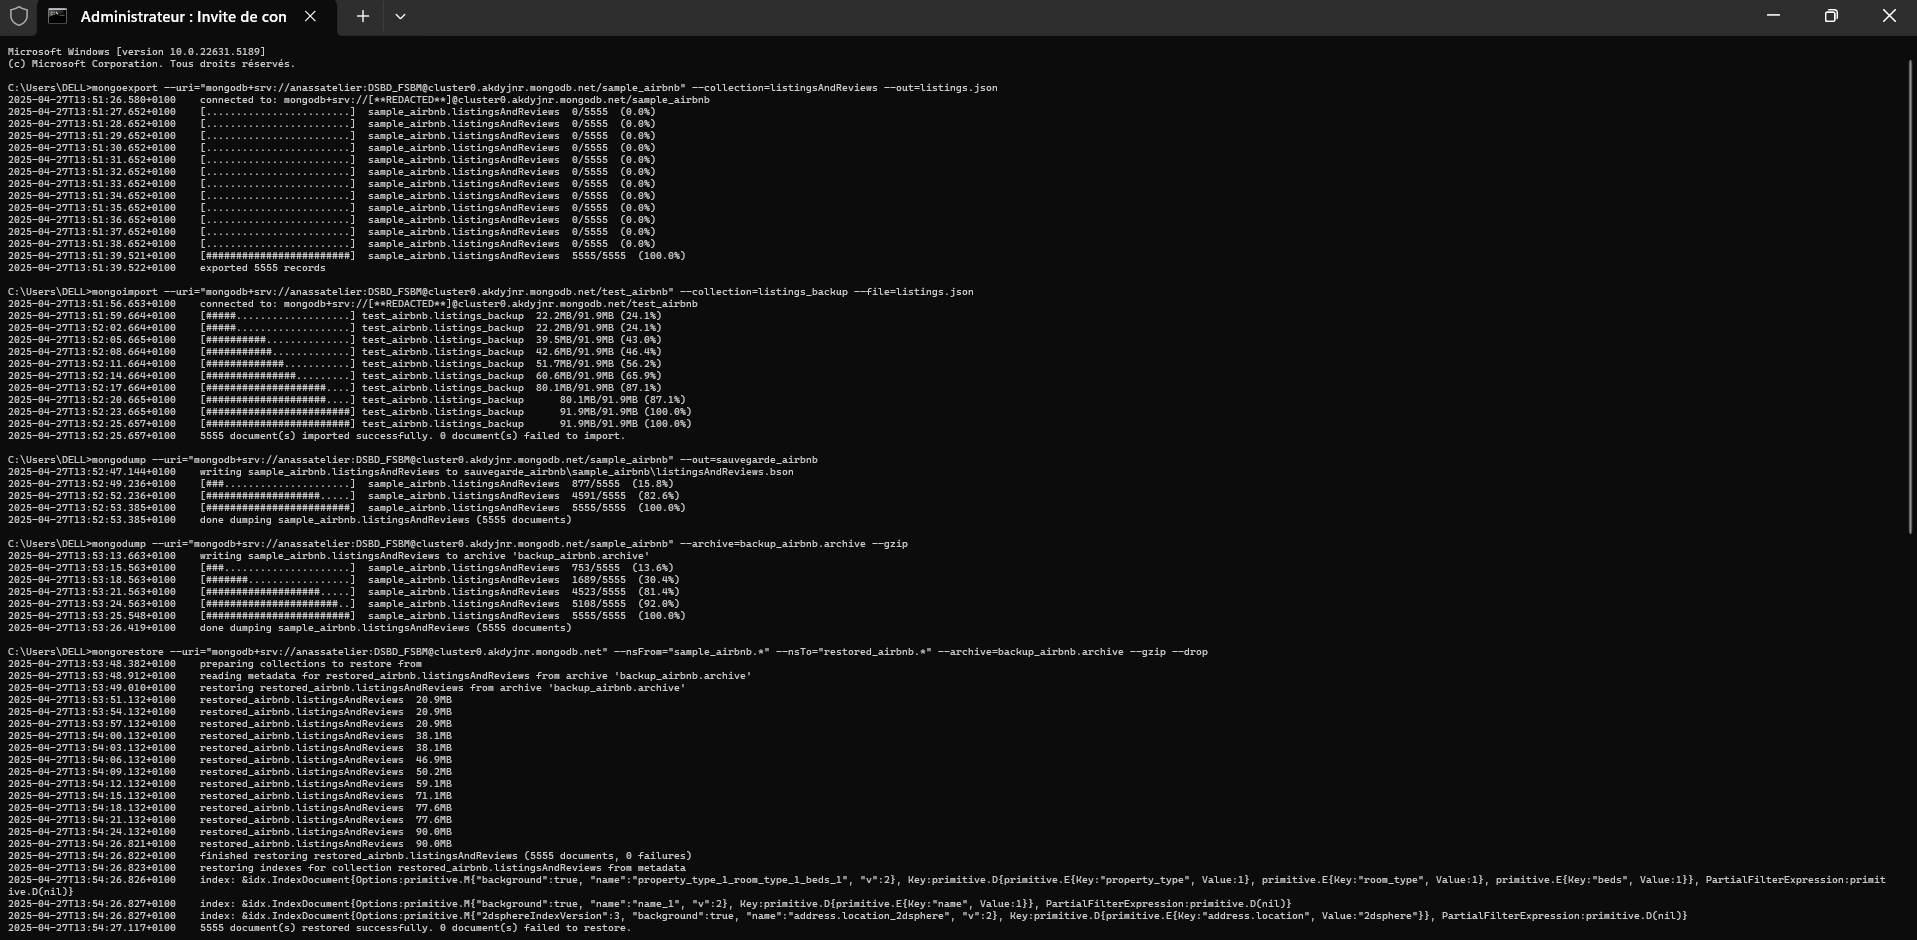 Administrateur : Invite de con
Microsoft Windows [version 10.0.22631.5189]
(c) Microsoft Corporation. Tous droits réservés.
C:\Users\DELL>mongoexport --uri="mongodb+srv://anassatelier:DSBD_FSBM@cluster0.akdyjnr.mongodb.net/sample_airbnb" --collection=listingsAndReviews --out=listings.json
2025-04-27T13:51:26.580+0100 connected to: mongodb+srv://[**REDACTED**]@cluster0.akdyjnr.mongodb.net/sample_airbnb
2025-04-27T13:51:27.652+0100 [........................] sample_airbnb.listingsAndReviews 0/5555 (0.0%)
2025-04-27T13:51:28.652+0100 [........................] sample_airbnb.listingsAndReviews 0/5555 (0.0%)
2025-04-27T13:51:29.652+0100 [........................] sample_airbnb.listingsAndReviews 0/5555 (0.0%)
2025-04-27T13:51:30.652+0100 [........................] sample_airbnb.listingsAndReviews 0/5555 (0.0%)
2025-04-27T13:51:31.652+0100 [........................] sample_airbnb.listingsAndReviews 0/5555 (0.0%)
2025-04-27T13:51:32.652+0100 [........................] sample_airbnb.listingsAndReviews 0/5555 (0.0%)
2025-04-27T13:51:33.652+0100 [........................] sample_airbnb.listingsAndReviews 0/5555 (0.0%)
2025-04-27T13:51:34.652+0100 [........................] sample_airbnb.listingsAndReviews 0/5555 (0.0%)
2025-04-27T13:51:35.652+0100 [........................] sample_airbnb.listingsAndReviews 0/5555 (0.0%)
2025-04-27T13:51:36.652+0100 [........................] sample_airbnb.listingsAndReviews 0/5555 (0.0%)
2025-04-27T13:51:37.652+0100 [........................] sample_airbnb.listingsAndReviews 0/5555 (0.0%)
2025-04-27T13:51:38.652+0100 [........................] sample_airbnb.listingsAndReviews 0/5555 (0.0%)
2025-04-27T13:51:39.521+0100 [########################] sample_airbnb.listingsAndReviews 5555/5555 (100.0%)
2025-04-27T13:51:39.522+0100 exported 5555 records
C:\Users\DELL>mongoimport --uri="mongodb+srv://anassatelier:DSBD_FSBM@cluster0.akdyjnr.mongodb.net/test_airbnb" --collection=listings_backup --file=listings.json
2025-04-27T13:51:56.653+0100 connected to: mongodb+srv://[**REDACTED**]@cluster0.akdyjnr.mongodb.net/test_airbnb
2025-04-27T13:51:59.664+0100 [#####...................] test_airbnb.listings_backup 22.2MB/91.9MB (24.1%)
2025-04-27T13:52:02.664+0100 [#####...................] test_airbnb.listings_backup 22.2MB/91.9MB (24.1%)
2025-04-27T13:52:05.665+0100 [##########..............] test_airbnb.listings_backup 39.5MB/91.9MB (43.0%)
2025-04-27T13:52:08.664+0100 [###########.............] test_airbnb.listings_backup 42.6MB/91.9MB (46.4%)
2025-04-27T13:52:11.664+0100 [#############...........] test_airbnb.listings_backup 51.7MB/91.9MB (56.2%)
2025-04-27T13:52:14.664+0100 [###############.........] test_airbnb.listings_backup 60.6MB/91.9MB (65.9%)
2025-04-27T13:52:17.664+0100 [####################....] test_airbnb.listings_backup 80.1MB/91.9MB (87.1%)
2025-04-27T13:52:20.665+0100 [####################....] test_airbnb.listings_backup 80.1MB/91.9MB (87.1%)
2025-04-27T13:52:23.665+0100 [########################] test_airbnb.listings_backup 91.9MB/91.9MB (100.0%)
2025-04-27T13:52:25.657+0100 [########################] test_airbnb.listings_backup 91.9MB/91.9MB (100.0%)
2025-04-27T13:52:25.657+0100 5555 document(s) imported successfully. 0 document(s) failed to import.
C:\Users\DELL>mongodump --uri="mongodb+srv://anassatelier:DSBD_FSBM@cluster0.akdyjnr.mongodb.net/sample_airbnb" --out=sauvegarde_airbnb
2025-04-27T13:52:47.144+0100 writing sample_airbnb.listingsAndReviews to sauvegarde_airbnb\sample_airbnb\listingsAndReviews.bson
2025-04-27T13:52:49.236+0100 [###.....................] sample_airbnb.listingsAndReviews 877/5555 (15.8%)
2025-04-27T13:52:52.236+0100 [###################.....] sample_airbnb.listingsAndReviews 4591/5555 (82.6%)
2025-04-27T13:52:53.385+0100 [########################] sample_airbnb.listingsAndReviews 5555/5555 (100.0%)
2025-04-27T13:52:53.385+0100 done dumping sample_airbnb.listingsAndReviews (5555 documents)
C:\Users\DELL>mongodump --uri="mongodb+srv://anassatelier:DSBD_FSBM@cluster0.akdyjnr.mongodb.net/sample_airbnb" --archive=backup_airbnb.archive --gzip
2025-04-27T13:53:13.663+0100 writing sample_airbnb.listingsAndReviews to archive 'backup_airbnb.archive'
2025-04-27T13:53:15.563+0100 [###.....................] sample_airbnb.listingsAndReviews 753/5555 (13.6%)
2025-04-27T13:53:18.563+0100 [#######.................] sample_airbnb.listingsAndReviews 1689/5555 (30.4%)
2025-04-27T13:53:21.563+0100 [###################.....] sample_airbnb.listingsAndReviews 4523/5555 (81.4%)
2025-04-27T13:53:24.563+0100 [######################..] sample_airbnb.listingsAndReviews 5108/5555 (92.0%)
2025-04-27T13:53:25.548+0100 [########################] sample_airbnb.listingsAndReviews 5555/5555 (100.0%)
2025-04-27T13:53:26.419+0100 done dumping sample_airbnb.listingsAndReviews (5555 documents)
C:\Users\DELL>mongorestore --uri="mongodb+srv://anassatelier:DSBD_FSBM@cluster0.akdyjnr.mongodb.net" --nsFrom="sample_airbnb.*" --nsTo="restored_airbnb.*" --archive=backup_airbnb.archive --gzip --drop
2025-04-27T13:53:48.382+0100 preparing collections to restore from
2025-04-27T13:53:48.912+0100 reading metadata for restored_airbnb.listingsAndReviews from archive 'backup_airbnb.archive'
2025-04-27T13:53:49.010+0100 restoring restored_airbnb.listingsAndReviews from archive 'backup_airbnb.archive'
2025-04-27T13:53:51.132+0100 restored_airbnb.listingsAndReviews 20.9MB
2025-04-27T13:53:54.132+0100 restored_airbnb.listingsAndReviews 20.9MB
2025-04-27T13:53:57.132+0100 restored_airbnb.listingsAndReviews 20.9MB
2025-04-27T13:54:00.132+0100 restored_airbnb.listingsAndReviews 38.1MB
2025-04-27T13:54:03.132+0100 restored_airbnb.listingsAndReviews 38.1MB
2025-04-27T13:54:06.132+0100 restored_airbnb.listingsAndReviews 46.9MB
2025-04-27T13:54:09.132+0100 restored_airbnb.listingsAndReviews 50.2MB
2025-04-27T13:54:12.132+0100 restored_airbnb.listingsAndReviews 59.1MB
2025-04-27T13:54:15.132+0100 restored_airbnb.listingsAndReviews 71.1MB
2025-04-27T13:54:18.132+0100 restored_airbnb.listingsAndReviews 77.6MB
2025-04-27T13:54:21.132+0100 restored_airbnb.listingsAndReviews 77.6MB
2025-04-27T13:54:24.132+0100 restored_airbnb.listingsAndReviews 90.0MB
2025-04-27T13:54:26.821+0100 restored_airbnb.listingsAndReviews 90.0MB
2025-04-27T13:54:26.822+0100 finished restoring restored_airbnb.listingsAndReviews (5555 documents, 0 failures)
2025-04-27T13:54:26.823+0100 restoring indexes for collection restored_airbnb.listingsAndReviews from metadata
2025-04-27T13:54:26.826+0100 index: &idx.IndexDocument{Options:primitive.M{"background":true, "name":"property_type_1_room_type_1_beds_1", "v":2}, Key:primitive.D{primitive.E{Key:"property_type", Value:1}, primitive.E{Key:"room_type", Value:1}, primitive.E{Key:"beds", Value:1}}, PartialFilterExpression:primit
ive.D(nil)}
2025-04-27T13:54:26.827+0100 index: &idx.IndexDocument{Options:primitive.M{"background":true, "name":"name_1", "v":2}, Key:primitive.D{primitive.E{Key:"name", Value:1}}, PartialFilterExpression:primitive.D(nil)}
2025-04-27T13:54:26.827+0100 index: &idx.IndexDocument{Options:primitive.M{"2dsphereIndexVersion":3, "background":true, "name":"address.location_2dsphere", "v":2}, Key:primitive.D{primitive.E{Key:"address.location", Value:"2dsphere"}}, PartialFilterExpression:primitive.D(nil)}
2025-04-27T13:54:27.117+0100 5555 document(s) restored successfully. 0 document(s) failed to restore.